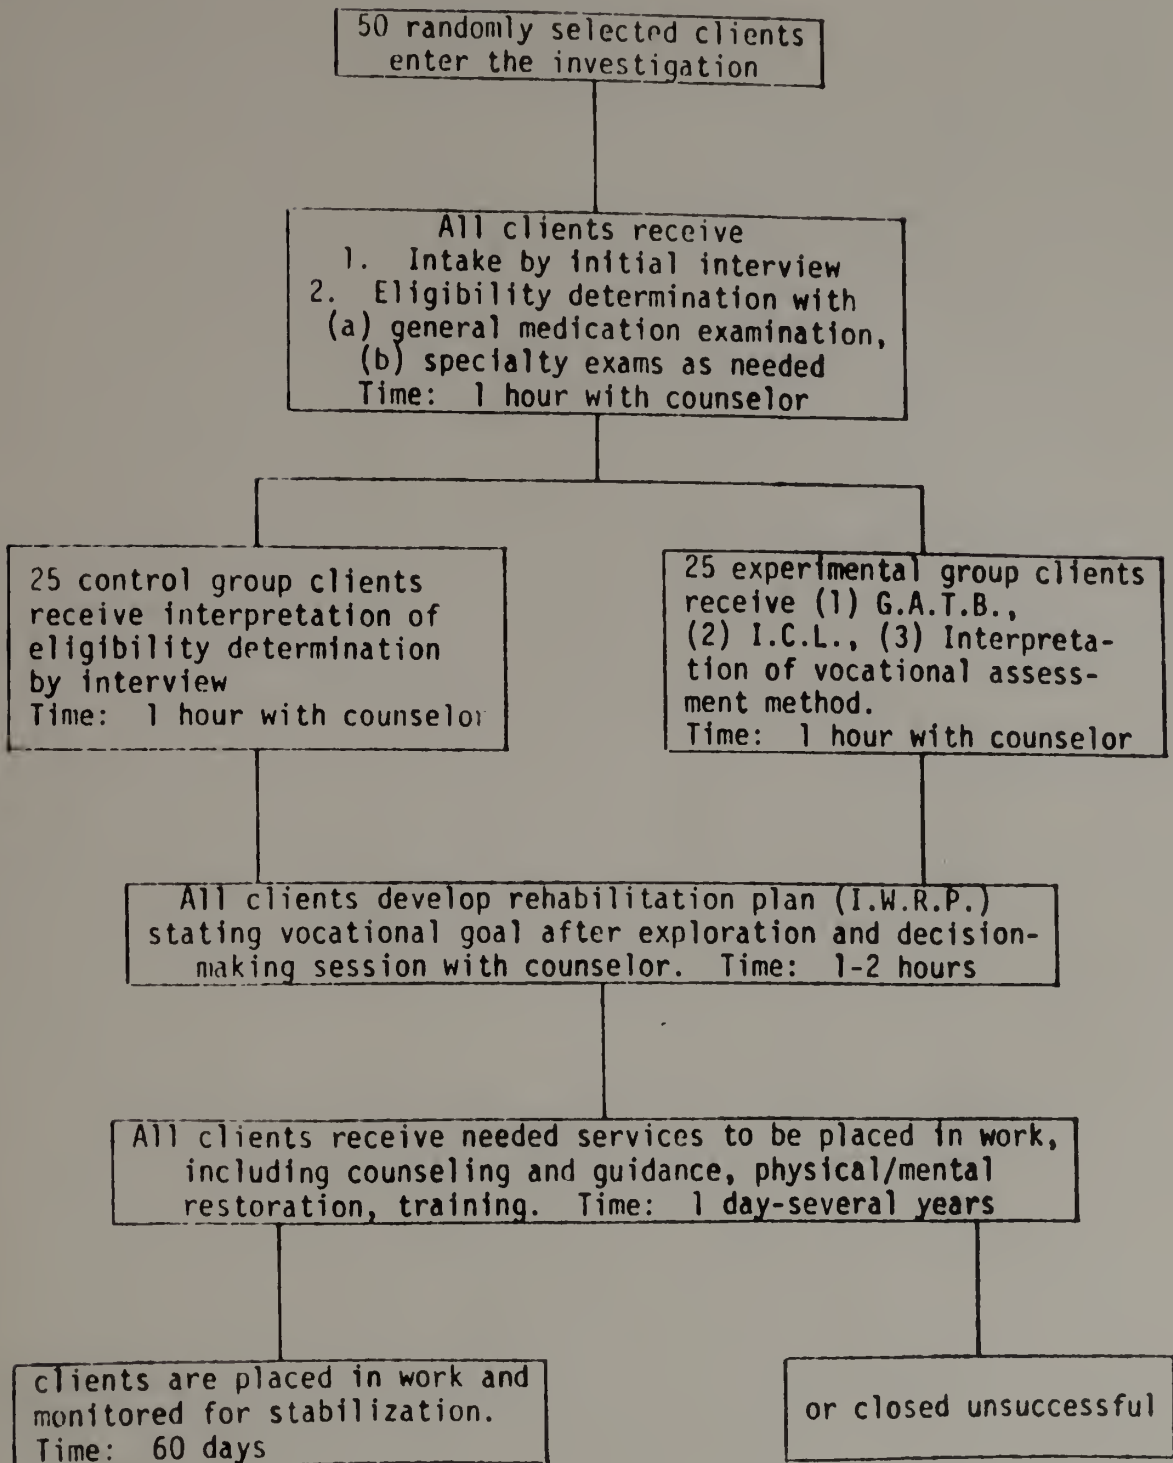 50 randomly selected clients
enter the investigation
All clients receive
1. Intake by initial interview
2. Eligibility determination with
(a) general medication examination,
(b) specialty exams as needed
Time: 1 hour with counselor
25 control group clients
receive interpretation of
eligibility determination
by interview
Time: 1 hour with counselor
25 experimental group clients
receive (1) G.A.T.B.,
(2) I.C.L., (3) Interpreta-
tion of vocational assess-
ment method.
Time: 1 hour with counselor
All clients develop rehabilitation plan (I.W.R.P.)
stating vocational goal after exploration and decision-
making session with counselor. Time: 1-2 hours
All clients receive needed services to be placed in work,
including counseling and guidance, physical/mental
restoration, training. Time: 1 day-several years
clients are placed in work and
monitored for stabilization.
Time: 60 days
or closed unsuccessful